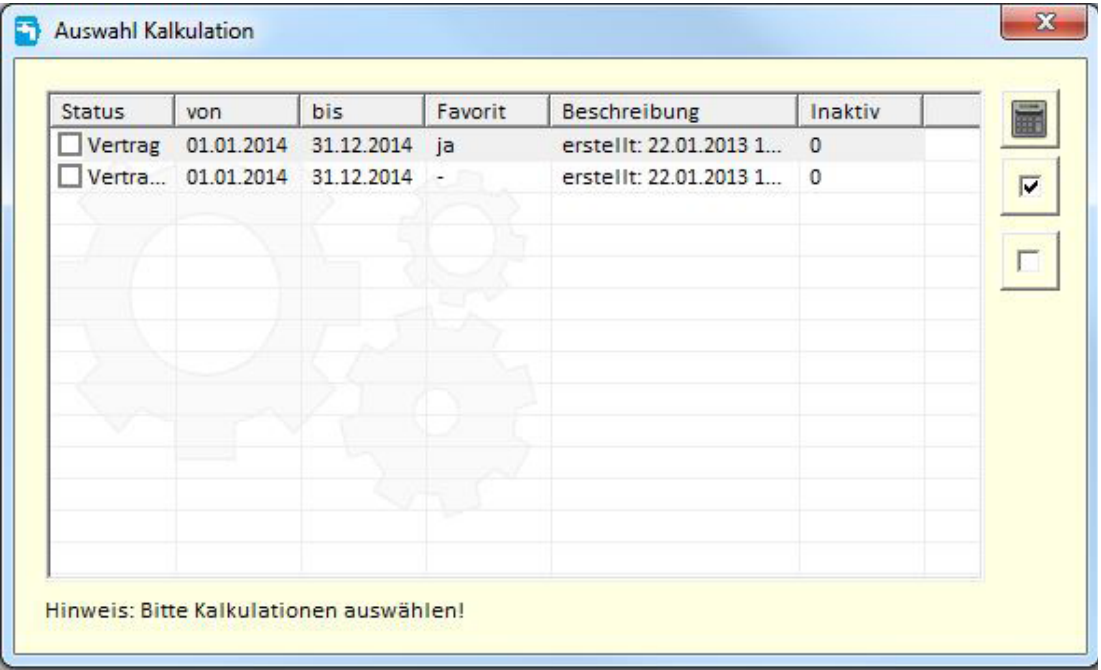 Auswahl Kalkulation
Status von bis Favorit Beschreibung Inaktiv
Vertrag 01.01.2014 31.12.2014 ja erstellt: 22.01.2013 1... 0
Vertra... 01.01.2014 31.12.2014 - erstellt: 22.01.2013 1... 0
Hinweis: Bitte Kalkulationen auswählen!